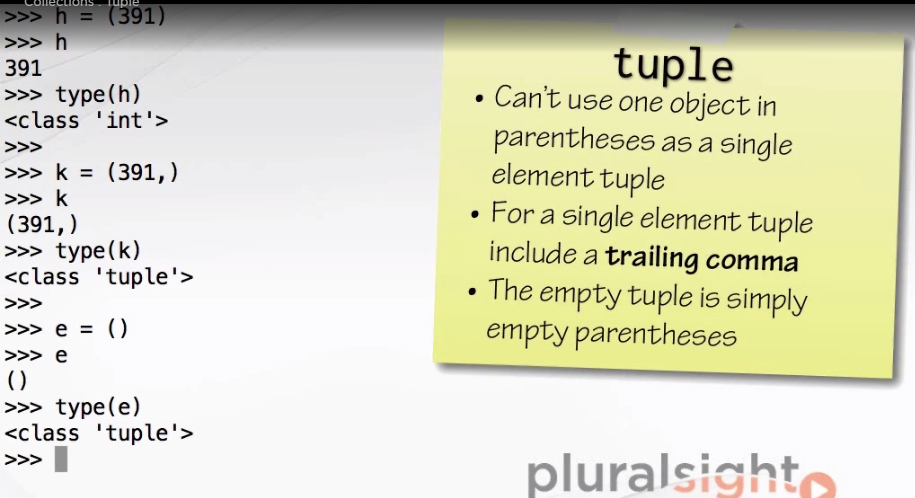 Collections : Tuple
>>> h = (391)
>>> h
391
>>> type(h)
<class 'int'>
>>>
>>> k = (391,)
>>> k
(391,)
>>> type(k)
<class 'tuple'>
>>>
>>> e = ()
>>> e
()
>>> type(e)
<class 'tuple'>
>>>
tuple
• Can't use one object in
parentheses as a single
element tuple
• For a single element tuple
include a trailing comma
• The empty tuple is simply
empty parentheses
pluralsight